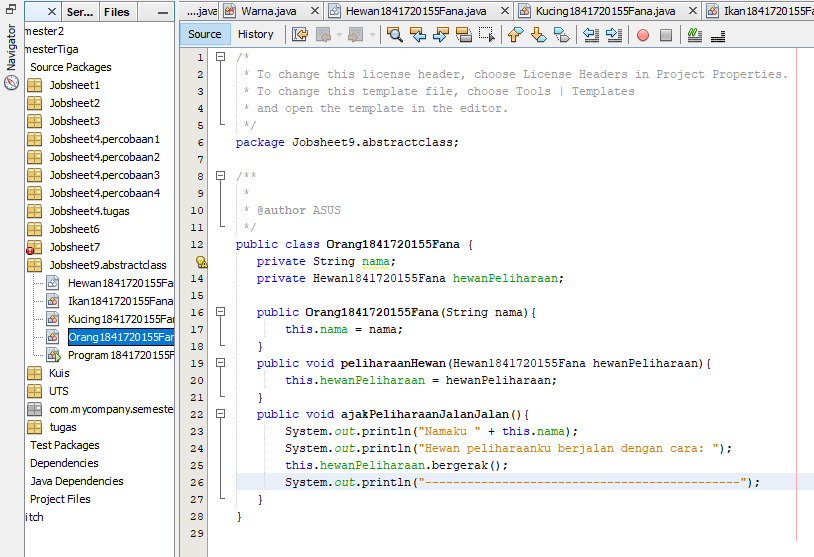 Ser...
Files
Navigator
mester2
mesterTiga
Source Packages
Jobsheet1
Jobsheet2
Jobsheet3
Jobsheet4.percobaan1
Jobsheet4.percobaan2
Jobsheet4.percobaan3
Jobsheet4.percobaan4
Jobsheet4.tugas
Jobsheet6
Jobsheet7
Jobsheet9.abstractclass
Hewan1841720155Fana
Ikan1841720155Fana
Kucing1841720155Fana
Orang1841720155Fan
Program1841720155F
Kuis
UTS
com.mycompany.semeste
tugas
Test Packages
Dependencies
Java Dependencies
Project Files
itch
....java
Warna.java
Hewan1841720155Fana.java
Kucing1841720155Fana.java
Ikan1841720155Fa
Source
History
1 /*
2  * To change this license header, choose License Headers in Project Properties.
3  * To change this template file, choose Tools | Templates
4  * and open the template in the editor.
5  */
6 package Jobsheet9.abstractclass;
7
8 /**
9  *
10  * @author ASUS
11  */
12 public class Orang1841720155Fana {
private String nama;
14 private Hewan1841720155Fana hewanPeliharaan;
15
16 public Orang1841720155Fana(String nama){
17 this.nama = nama;
18 }
19 public void peliharaanHewan(Hewan1841720155Fana hewanPeliharaan){
20 this.hewanPeliharaan = hewanPeliharaan;
21 }
22 public void ajakPeliharaanJalanJalan(){
23 System.out.println("Namaku " + this.nama);
24 System.out.println("Hewan peliharaanku berjalan dengan cara: ");
25 this.hewanPeliharaan.bergerak();
26 System.out.println("---------------------------------------------");
27 }
28 }
29